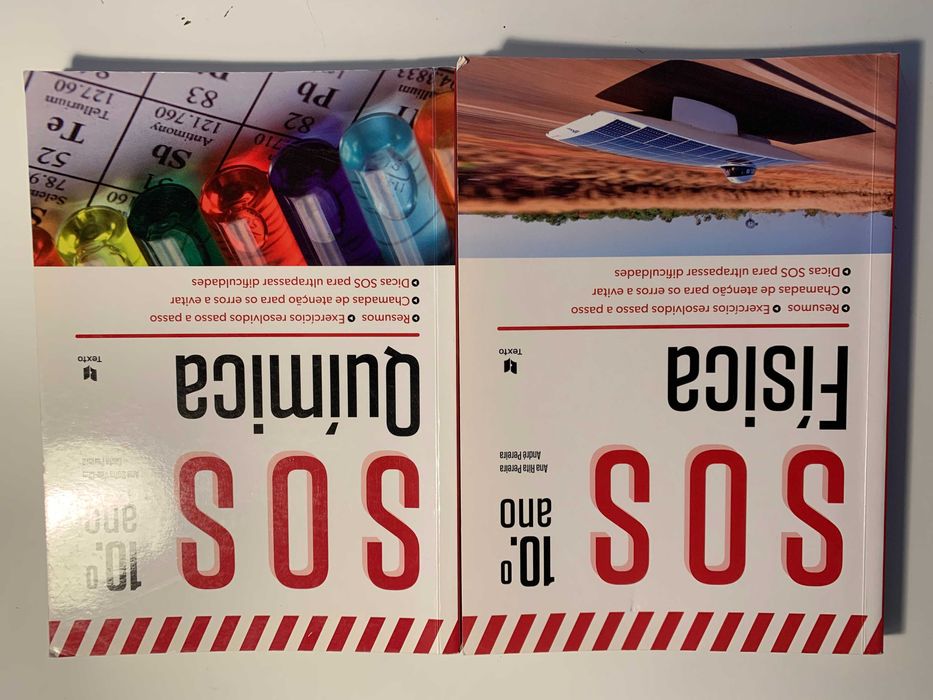 SOS
10.º
ano
Ana Rita Pereira
André Pereira
Física
Texto
Resumos Exercícios resolvidos passo a passo
Chamadas de atenção para os erros a evitar
Dicas SOS para ultrapassar dificuldades
SOS
10.º
ano
Química
Texto
Resumos Exercícios resolvidos passo a passo
Chamadas de atenção para os erros a evitar
Dicas SOS para ultrapassar dificuldades
78.9
52
Te
Tellurium
127.60
51
Sb
Antimony
121.760
83
82
Pb